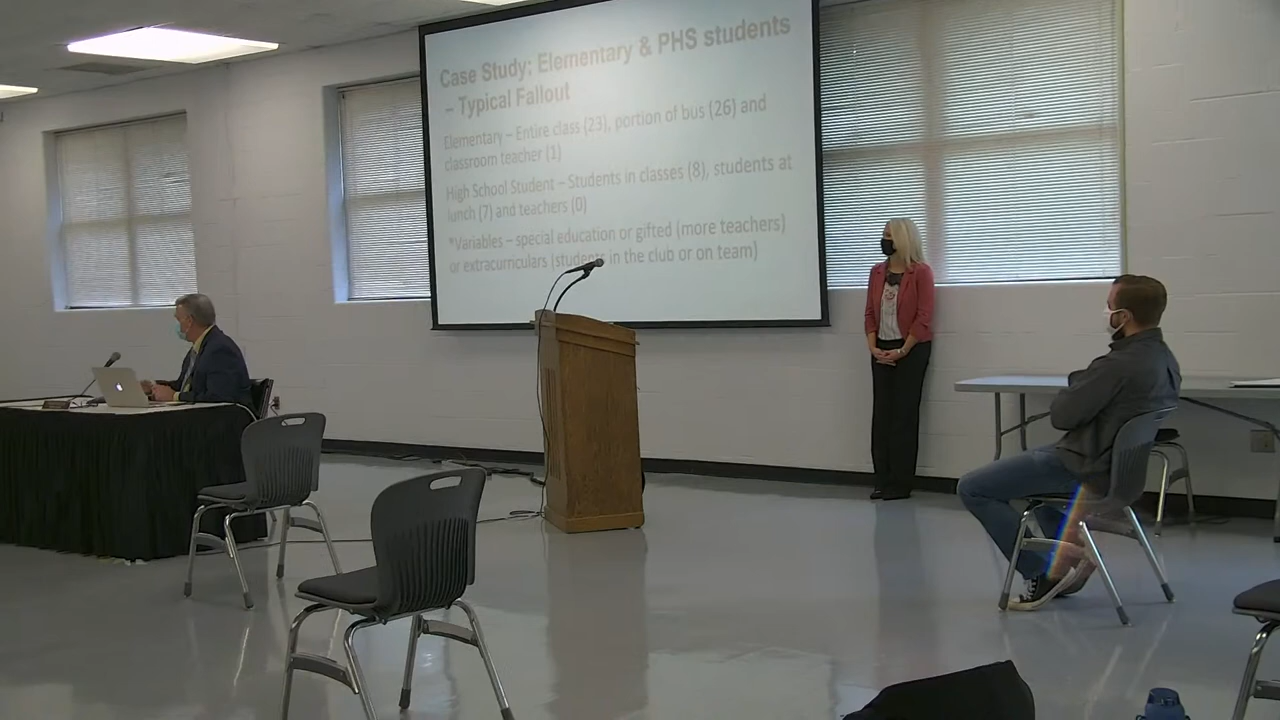 Case Study: Elementary & PHS students
– Typical Fallout
Elementary – Entire class (23), portion of bus (26) and
classroom teacher (1)
High School Student – Students in classes (8), students at
lunch (7) and teachers (0)
*Variables – special education or gifted (more teachers)
or extracurriculars (students in the club or on team)